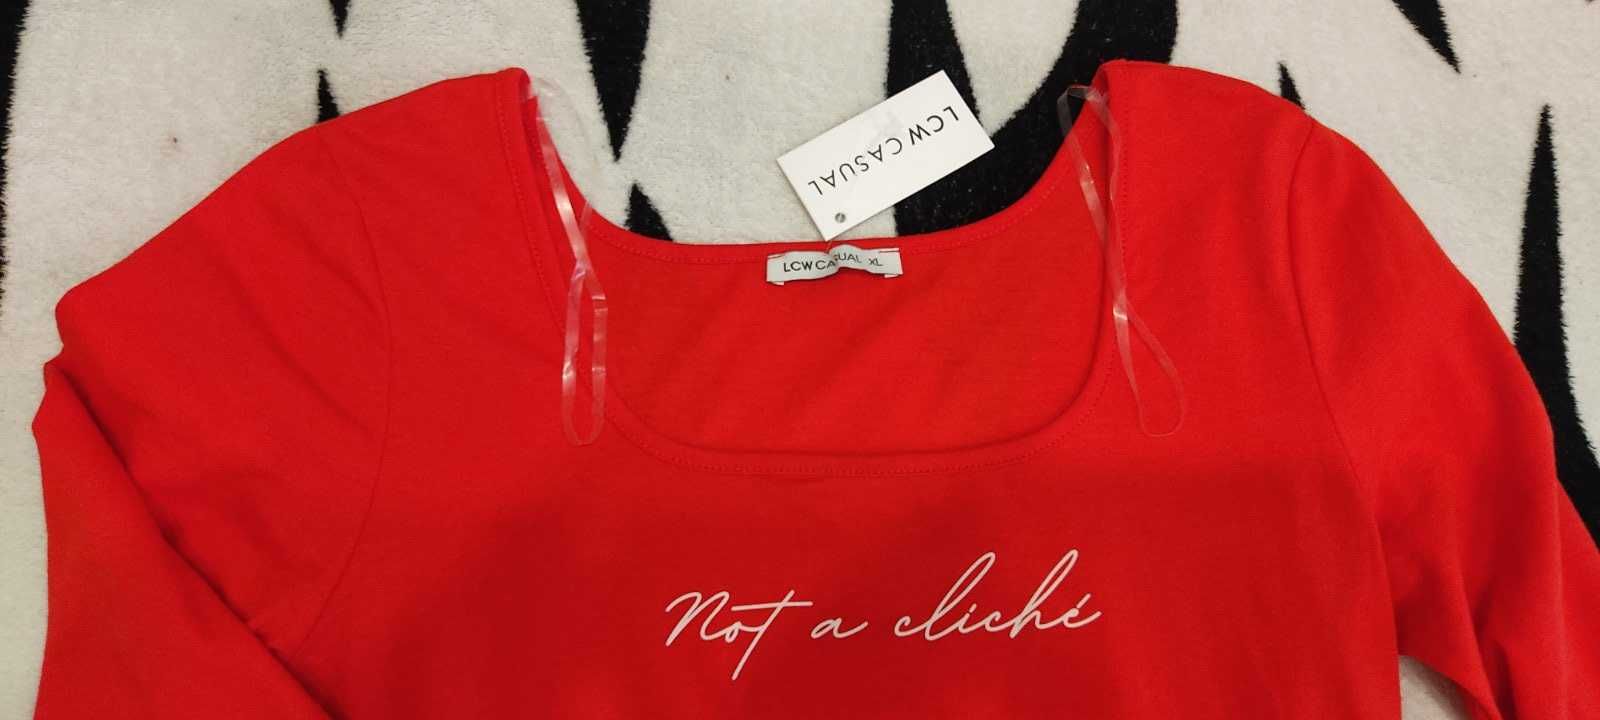 LCW CASUAL
LCW CASUAL XL
Not a cliché